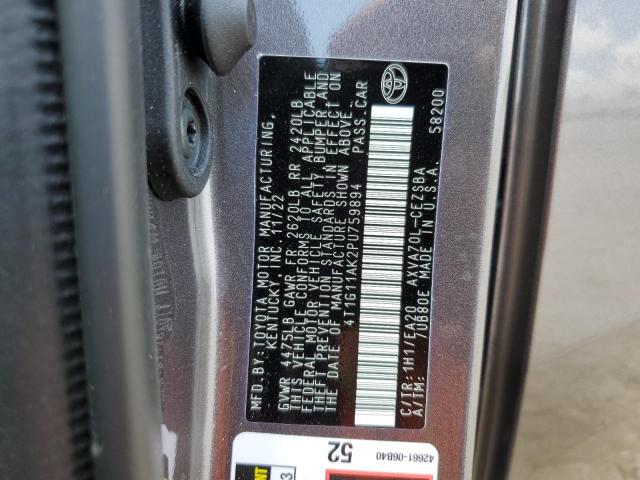 MFD. BY: TOYOTA MOTOR MANUFACTURING,
KENTUCKY, INC. 11/22
GVWR 4475LB GAWR FR 2620LB RR 2420LB
THIS VEHICLE CONFORMS TO ALL APPLICABLE
FEDERAL MOTOR VEHICLE SAFETY, BUMPER AND
THEFT PREVENTION STANDARDS IN EFFECT ON
THE DATE OF MANUFACTURE SHOWN ABOVE.
4T1G11AK2PU759894 PASS. CAR
C/TR: 1H1/EA20 AXVA70L-CEZSBA
A/TM: 7UB80E MADE IN U.S.A. 58200
52
42661-06B40
3